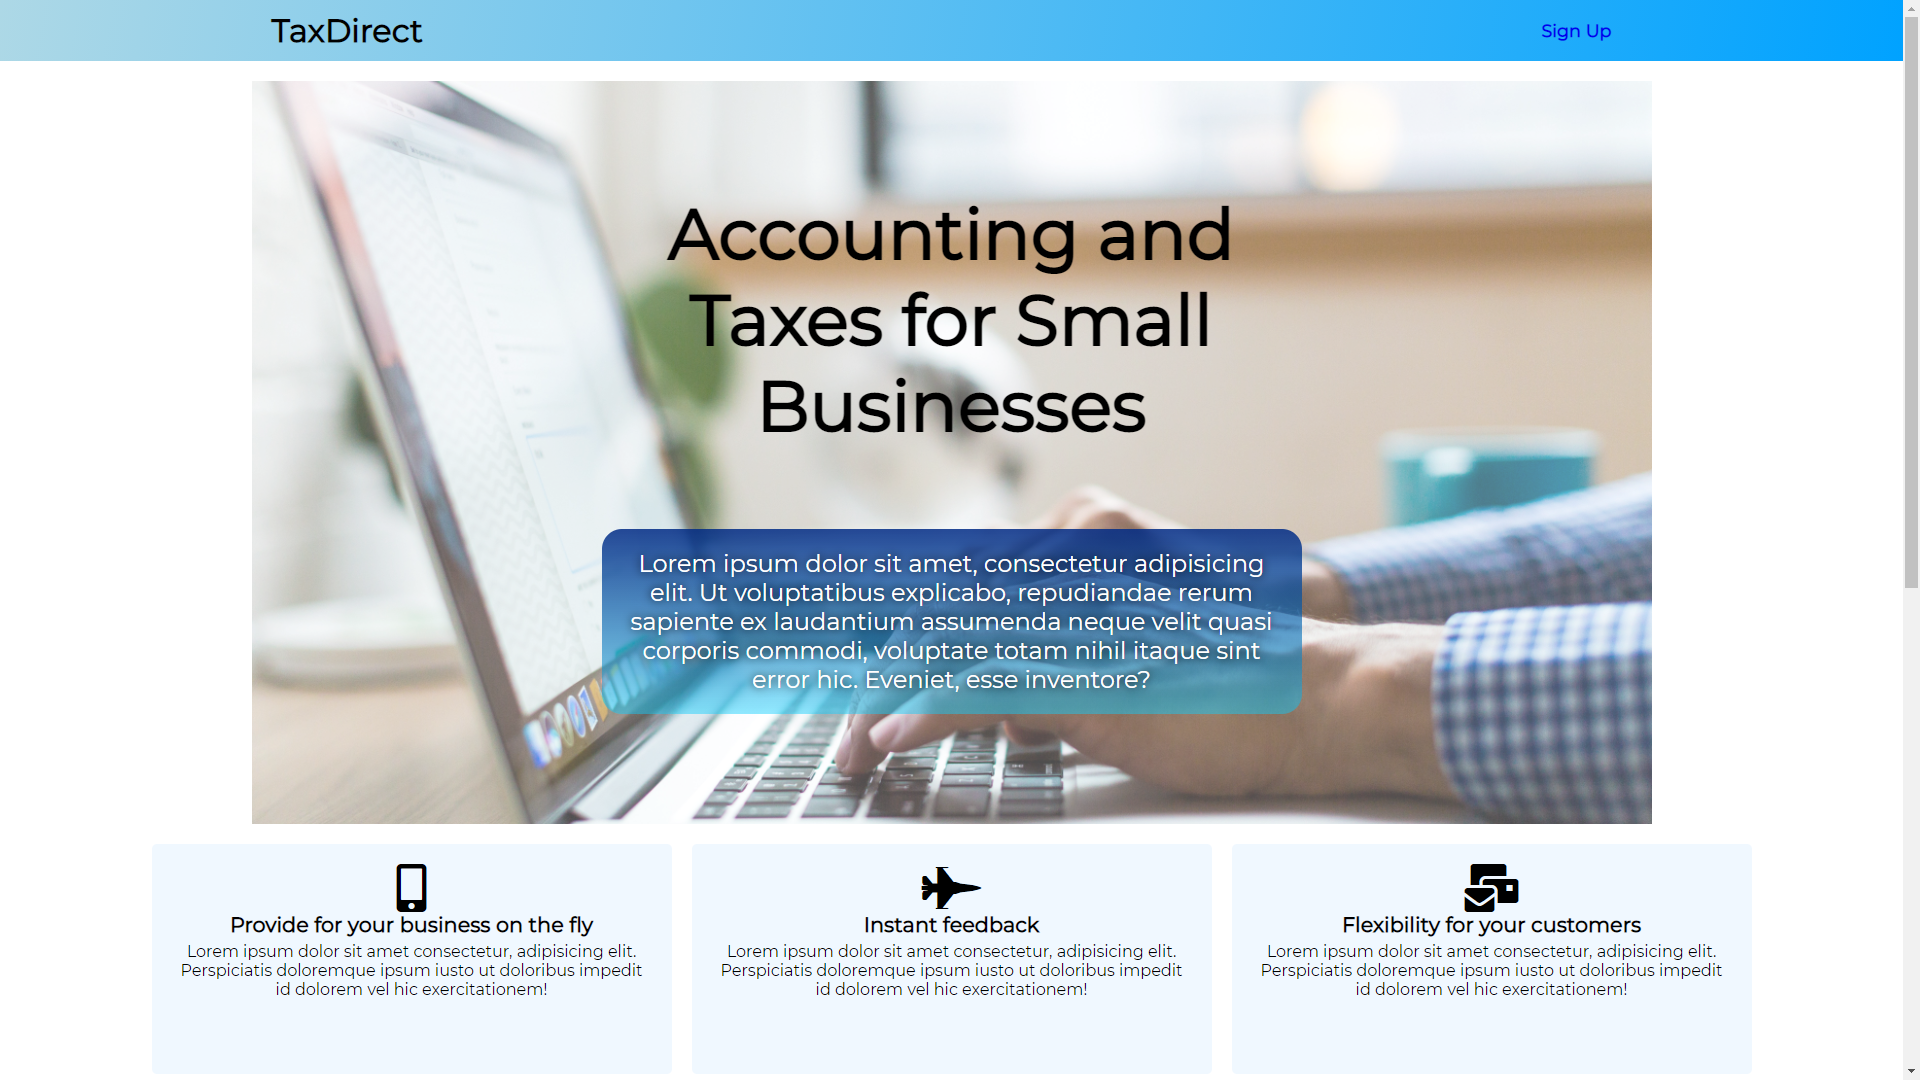 TaxDirect
Sign Up
Accounting and
Taxes for Small
Businesses
Lorem ipsum dolor sit amet, consectetur adipisicing
elit. Ut voluptatibus explicabo, repudiandae rerum
sapiente ex laudantium assumenda neque velit quasi
corporis commodi, voluptate totam nihil itaque sint
error hic. Eveniet, esse inventore?
Provide for your business on the fly
Lorem ipsum dolor sit amet consectetur, adipisicing elit.
Perspiciatis doloremque ipsum iusto ut doloribus impedit
id dolorem vel hic exercitationem!
Instant feedback
Lorem ipsum dolor sit amet consectetur, adipisicing elit.
Perspiciatis doloremque ipsum iusto ut doloribus impedit
id dolorem vel hic exercitationem!
Flexibility for your customers
Lorem ipsum dolor sit amet consectetur, adipisicing elit.
Perspiciatis doloremque ipsum iusto ut doloribus impedit
id dolorem vel hic exercitationem!